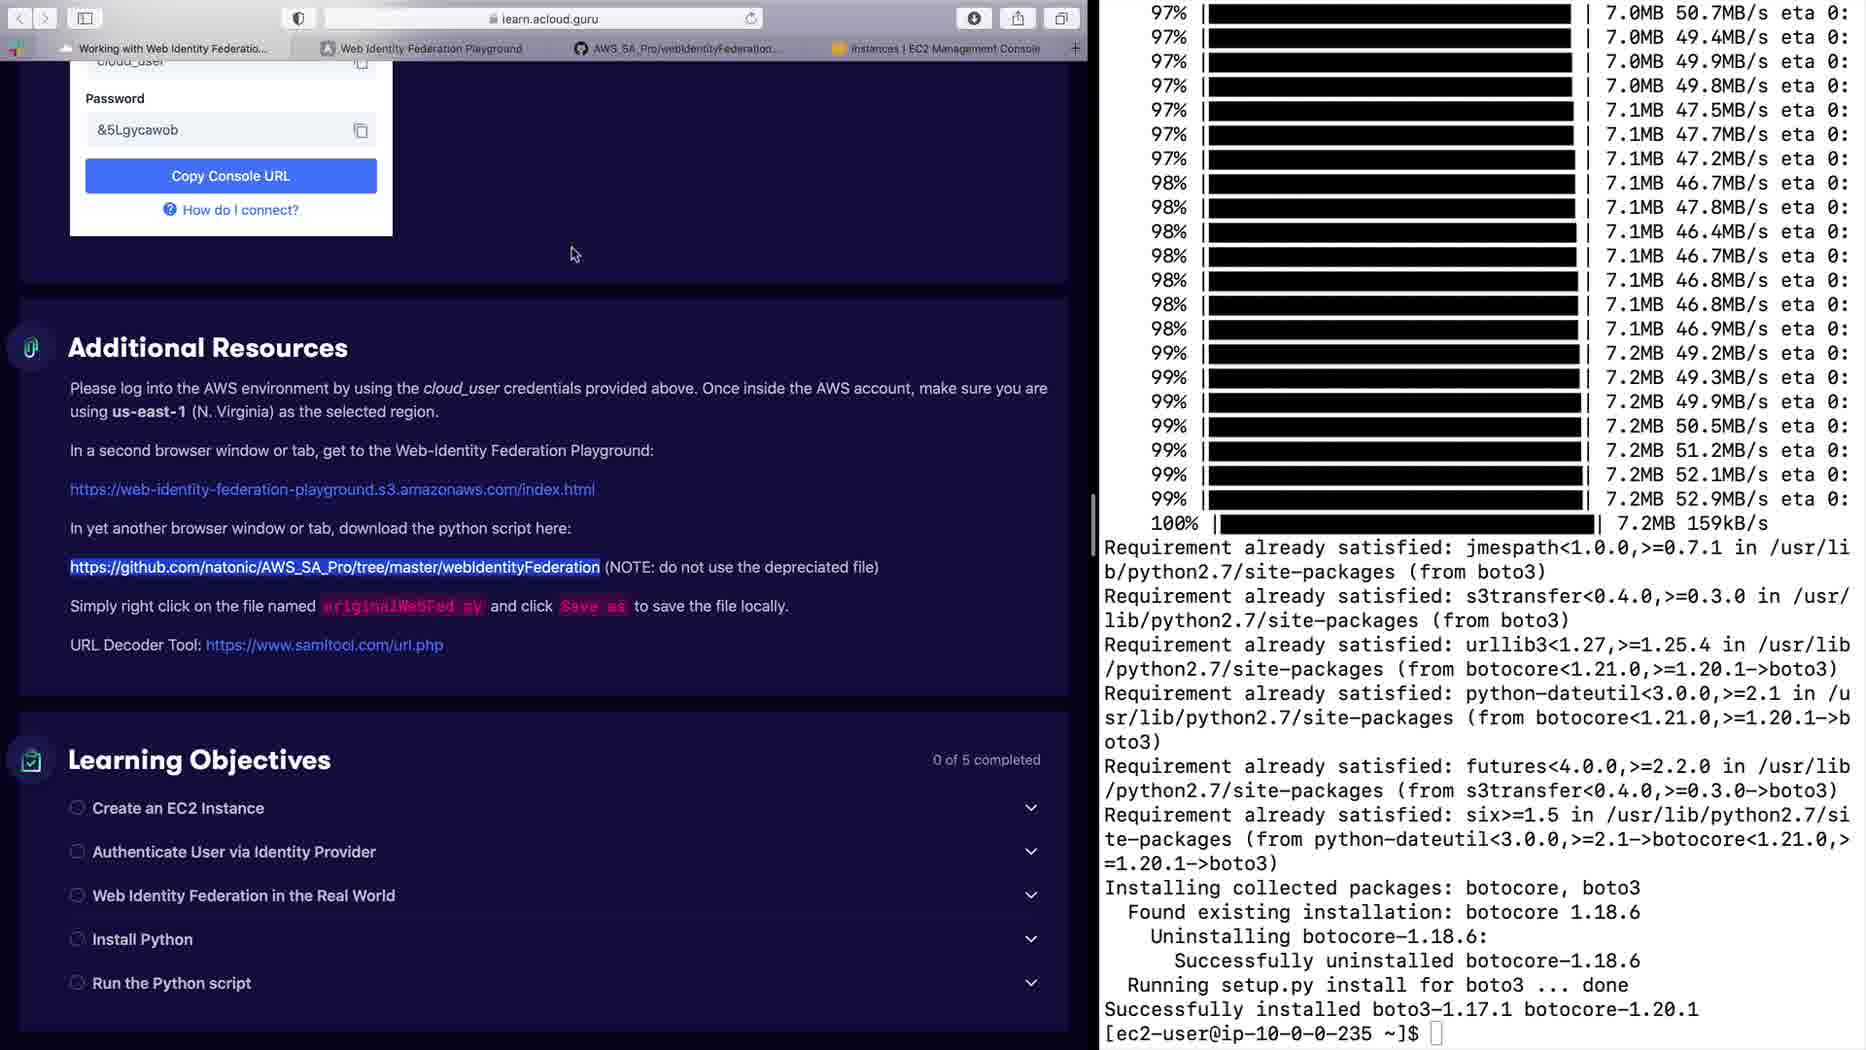 learn.acloud.guru
Working with Web Identity Federatio...
Web Identity Federation Playground
AWS_SA_Pro/webIdentityFederation...
Instances | EC2 Management Console
cloud_user
Password
&5Lgycawob
Copy Console URL
How do I connect?
Additional Resources
Please log into the AWS environment by using the cloud_user credentials provided above. Once inside the AWS account, make sure you are
using us-east-1 (N. Virginia) as the selected region.
In a second browser window or tab, get to the Web-Identity Federation Playground:
https://web-identity-federation-playground.s3.amazonaws.com/index.html
In yet another browser window or tab, download the python script here:
https://github.com/natonic/AWS_SA_Pro/tree/master/webIdentityFederation (NOTE: do not use the depreciated file)
Simply right click on the file named originalWebFed py and click Save as to save the file locally.
URL Decoder Tool: https://www.samltool.com/url.php
Learning Objectives
0 of 5 completed
Create an EC2 Instance
Authenticate User via Identity Provider
Web Identity Federation in the Real World
Install Python
Run the Python script
97% | | 7.0MB 50.7MB/s eta 0:
97% | | 7.0MB 49.4MB/s eta 0:
97% | | 7.0MB 49.9MB/s eta 0:
97% | | 7.0MB 49.8MB/s eta 0:
97% | | 7.1MB 47.5MB/s eta 0:
97% | | 7.1MB 47.7MB/s eta 0:
97% | | 7.1MB 47.2MB/s eta 0:
98% | | 7.1MB 46.7MB/s eta 0:
98% | | 7.1MB 47.8MB/s eta 0:
98% | | 7.1MB 46.4MB/s eta 0:
98% | | 7.1MB 46.7MB/s eta 0:
98% | | 7.1MB 46.8MB/s eta 0:
98% | | 7.1MB 46.8MB/s eta 0:
98% | | 7.1MB 46.9MB/s eta 0:
99% | | 7.2MB 49.2MB/s eta 0:
99% | | 7.2MB 49.3MB/s eta 0:
99% | | 7.2MB 49.9MB/s eta 0:
99% | | 7.2MB 50.5MB/s eta 0:
99% | | 7.2MB 51.2MB/s eta 0:
99% | | 7.2MB 52.1MB/s eta 0:
99% | | 7.2MB 52.9MB/s eta 0:
100% | | 7.2MB 159kB/s
Requirement already satisfied: jmespath<1.0.0,>=0.7.1 in /usr/li
b/python2.7/site-packages (from boto3)
Requirement already satisfied: s3transfer<0.4.0,>=0.3.0 in /usr/
lib/python2.7/site-packages (from boto3)
Requirement already satisfied: urllib3<1.27,>=1.25.4 in /usr/lib
/python2.7/site-packages (from botocore<1.21.0,>=1.20.1->boto3)
Requirement already satisfied: python-dateutil<3.0.0,>=2.1 in /u
sr/lib/python2.7/site-packages (from botocore<1.21.0,>=1.20.1->b
oto3)
Requirement already satisfied: futures<4.0.0,>=2.2.0 in /usr/lib
/python2.7/site-packages (from s3transfer<0.4.0,>=0.3.0->boto3)
Requirement already satisfied: six>=1.5 in /usr/lib/python2.7/si
te-packages (from python-dateutil<3.0.0,>=2.1->botocore<1.21.0,>
=1.20.1->boto3)
Installing collected packages: botocore, boto3
Found existing installation: botocore 1.18.6
Uninstalling botocore-1.18.6:
Successfully uninstalled botocore-1.18.6
Running setup.py install for boto3 ... done
Successfully installed boto3-1.17.1 botocore-1.20.1
[ec2-user@ip-10-0-0-235 ~]$